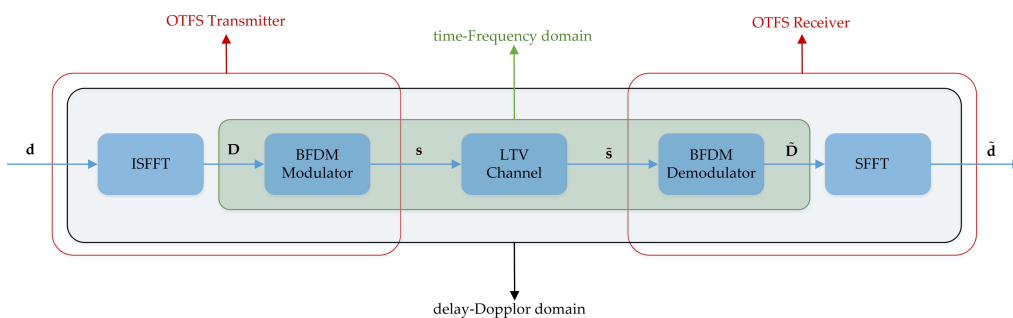 OTFS Transmitter
OTFS Receiver
time-Frequency domain
d
ISFFT
D
BFDM
Modulator
s
LTV
Channel
s̃
BFDM
Demodulator
D̃
SFFT
d̃
delay-Dopplor domain